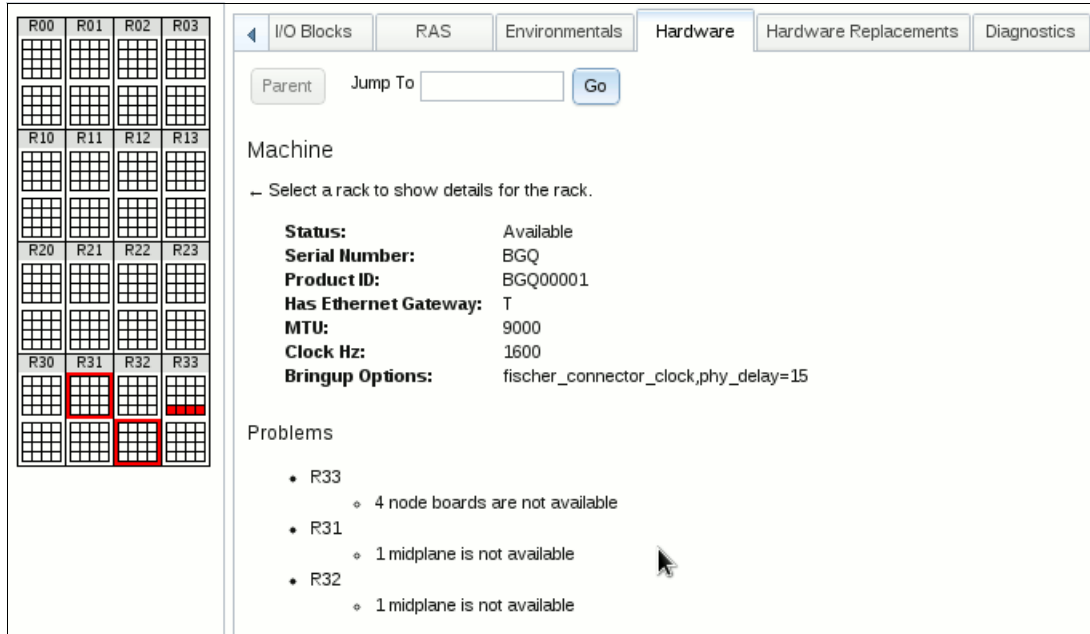 R00 R01 R02 R03
R10 R11 R12 R13
R20 R21 R22 R23
R30 R31 R32 R33
I/O Blocks RAS Environmentals Hardware Hardware Replacements Diagnostics
Parent Jump To Go
Machine
← Select a rack to show details for the rack.
Status: Available
Serial Number: BGQ
Product ID: BGQ00001
Has Ethernet Gateway: T
MTU: 9000
Clock Hz: 1600
Bringup Options: fischer_connector_clock,phy_delay=15
Problems
• R33
◦ 4 node boards are not available
• R31
◦ 1 midplane is not available
• R32
◦ 1 midplane is not available